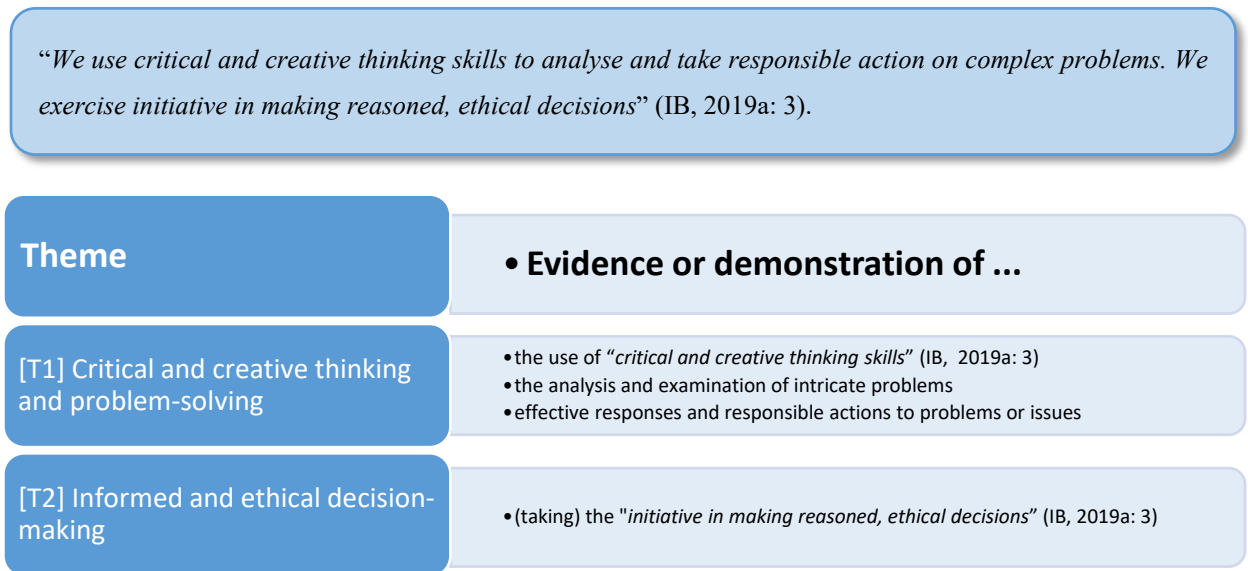 “We use critical and creative thinking skills to analyse and take responsible action on complex problems. We
exercise initiative in making reasoned, ethical decisions” (IB, 2019a: 3).
Theme
• Evidence or demonstration of ...
[T1] Critical and creative thinking
and problem-solving
•the use of “critical and creative thinking skills” (IB,  2019a: 3)
•the analysis and examination of intricate problems
•effective responses and responsible actions to problems or issues
[T2] Informed and ethical decision-
making
•(taking) the "initiative in making reasoned, ethical decisions” (IB, 2019a: 3)